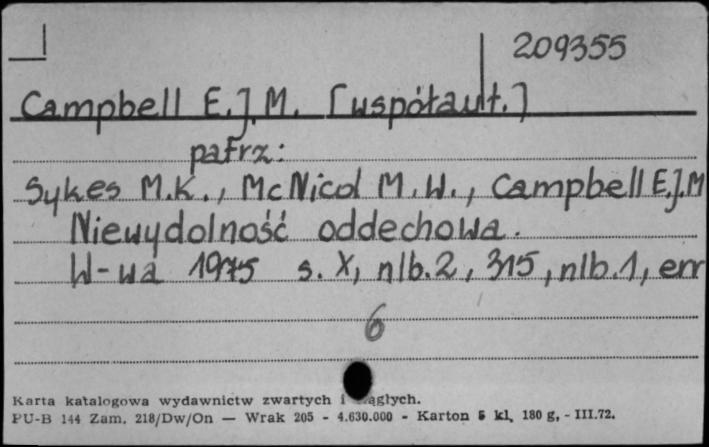 209355
Campbell E.J.M. [współaut.]
patrz:
Sykes M.K., McNicol M.W., Campbell E.J.M
Niewydolność oddechowa.
W-wa 1975 s. X, nlb.2, 315, nlb.1, err
6
Karta katalogowa wydawnictw zwartych i ciągłych.
PU-B 144 Zam. 218/Dw/On — Wrak 205 - 4.630.000 - Karton 5 kl. 180 g. - III.72.